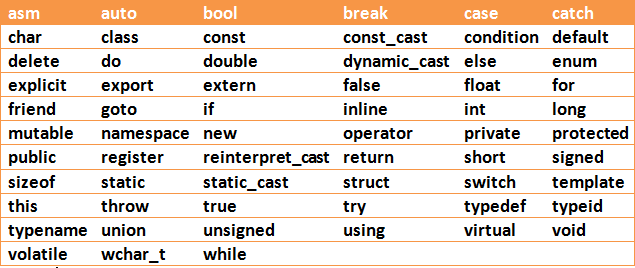 asm auto bool break case catch
char class const const_cast condition default
delete do double dynamic_cast else enum
explicit export extern false float for
friend goto if inline int long
mutable namespace new operator private protected
public register reinterpret_cast return short signed
sizeof static static_cast struct switch template
this throw true try typedef typeid
typename union unsigned using virtual void
volatile wchar_t while